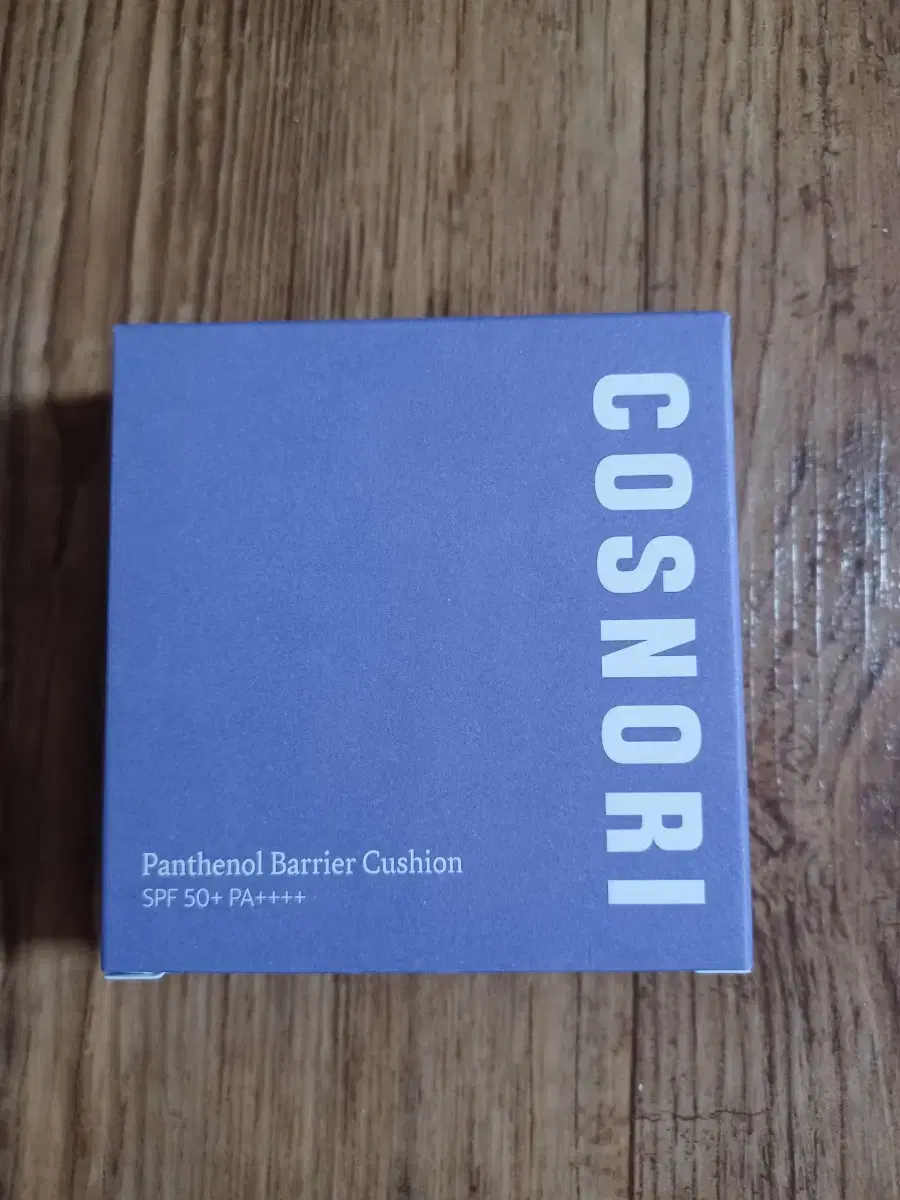 COSNORI
Panthenol Barrier Cushion
SPF 50+ PA++++